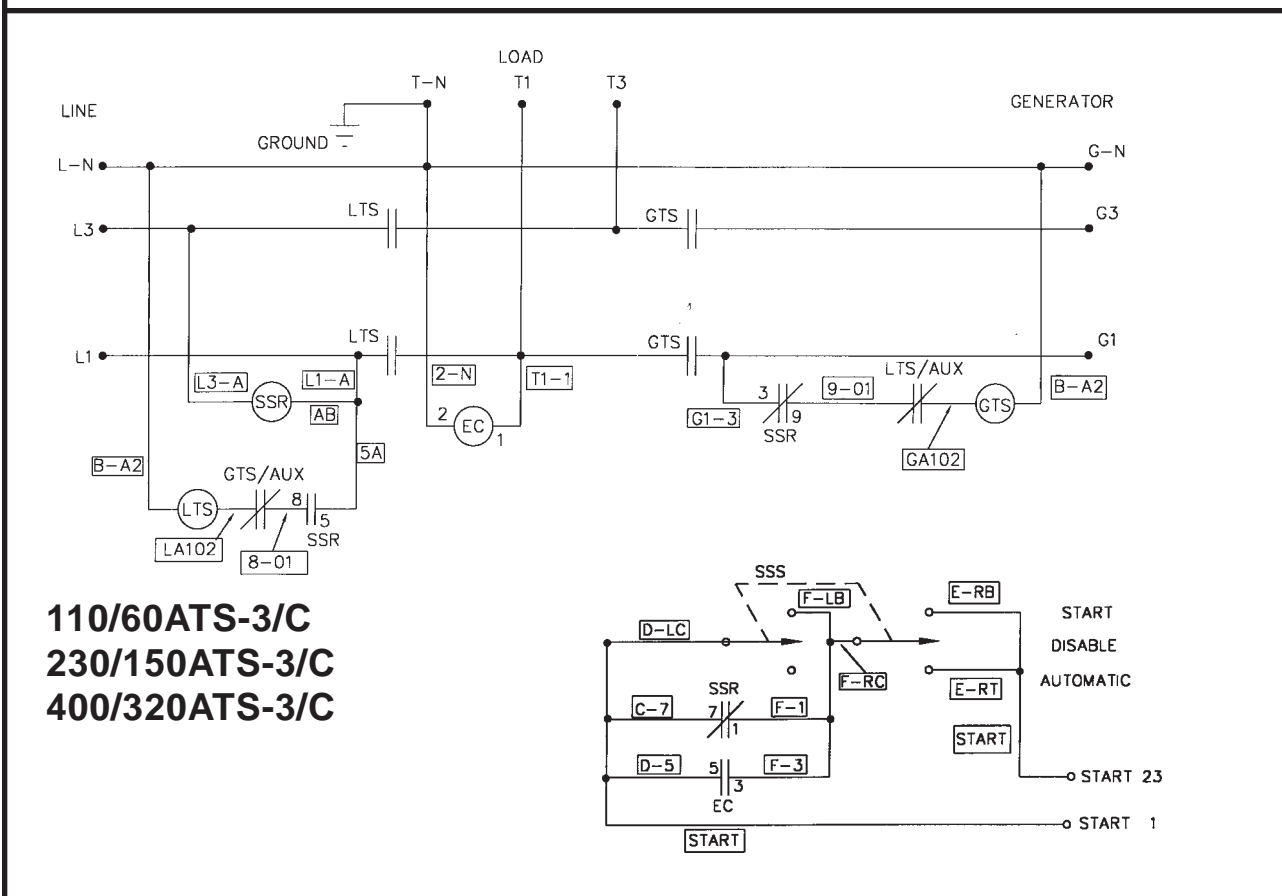 LOAD
T-N
T1
T3
LINE
GENERATOR
GROUND
L-N
G-N
LTS
GTS
L3
G3
LTS
GTS
L1
G1
L3-A
L1-A
2-N
T1-1
LTS/AUX
SSR
AB
2
EC
1
3
9
9-01
GTS
B-A2
G1-3
SSR
5A
GA102
B-A2
GTS/AUX
LTS
8
5
SSR
LA102
8-01
110/60ATS-3/C
230/150ATS-3/C
400/320ATS-3/C
SSS
F-LB
E-RB
START
D-LC
DISABLE
F-RC
E-RT
AUTOMATIC
SSR
C-7
7
1
F-1
START
D-5
5
3
F-3
EC
START 23
START 1
START